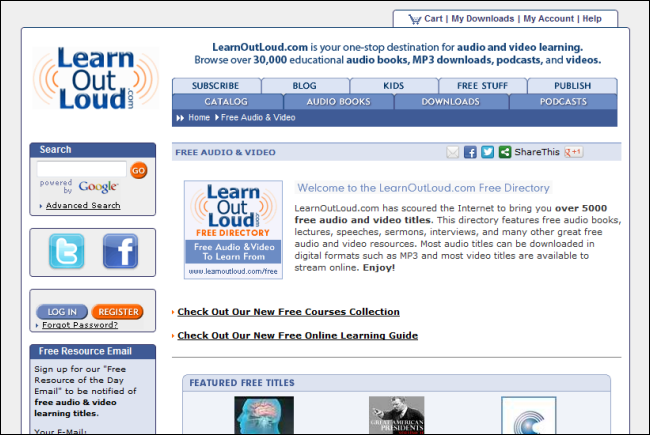 Cart | My Downloads | My Account | Help
Learn
Out
Loud.com
LearnOutLoud.com is your one-stop destination for audio and video learning.
Browse over 30,000 educational audio books, MP3 downloads, podcasts, and videos.
SUBSCRIBE BLOG KIDS FREE STUFF PUBLISH
CATALOG AUDIO BOOKS DOWNLOADS PODCASTS
Home Free Audio & Video
Search
GO
powered by Google™
Advanced Search
LOG IN REGISTER
Forgot Password?
Free Resource Email
Sign up for our "Free
Resource of the Day
Email" to be notified of
free audio & video
learning titles.
Your E-Mail:
FREE AUDIO & VIDEO
ShareThis +1
Learn
Out
Loud.com
FREE DIRECTORY
Free Audio & Video
To Learn From
www.learnoutloud.com/free
Welcome to the LearnOutLoud.com Free Directory
LearnOutLoud.com has scoured the Internet to bring you over 5000
free audio and video titles. This directory features free audio books,
lectures, speeches, sermons, interviews, and many other great free
audio and video resources. Most audio titles can be downloaded in
digital formats such as MP3 and most video titles are available to
stream online. Enjoy!
Check Out Our New Free Courses Collection
Check Out Our New Free Online Learning Guide
FEATURED FREE TITLES
GREAT AMERICAN
PRESIDENTS